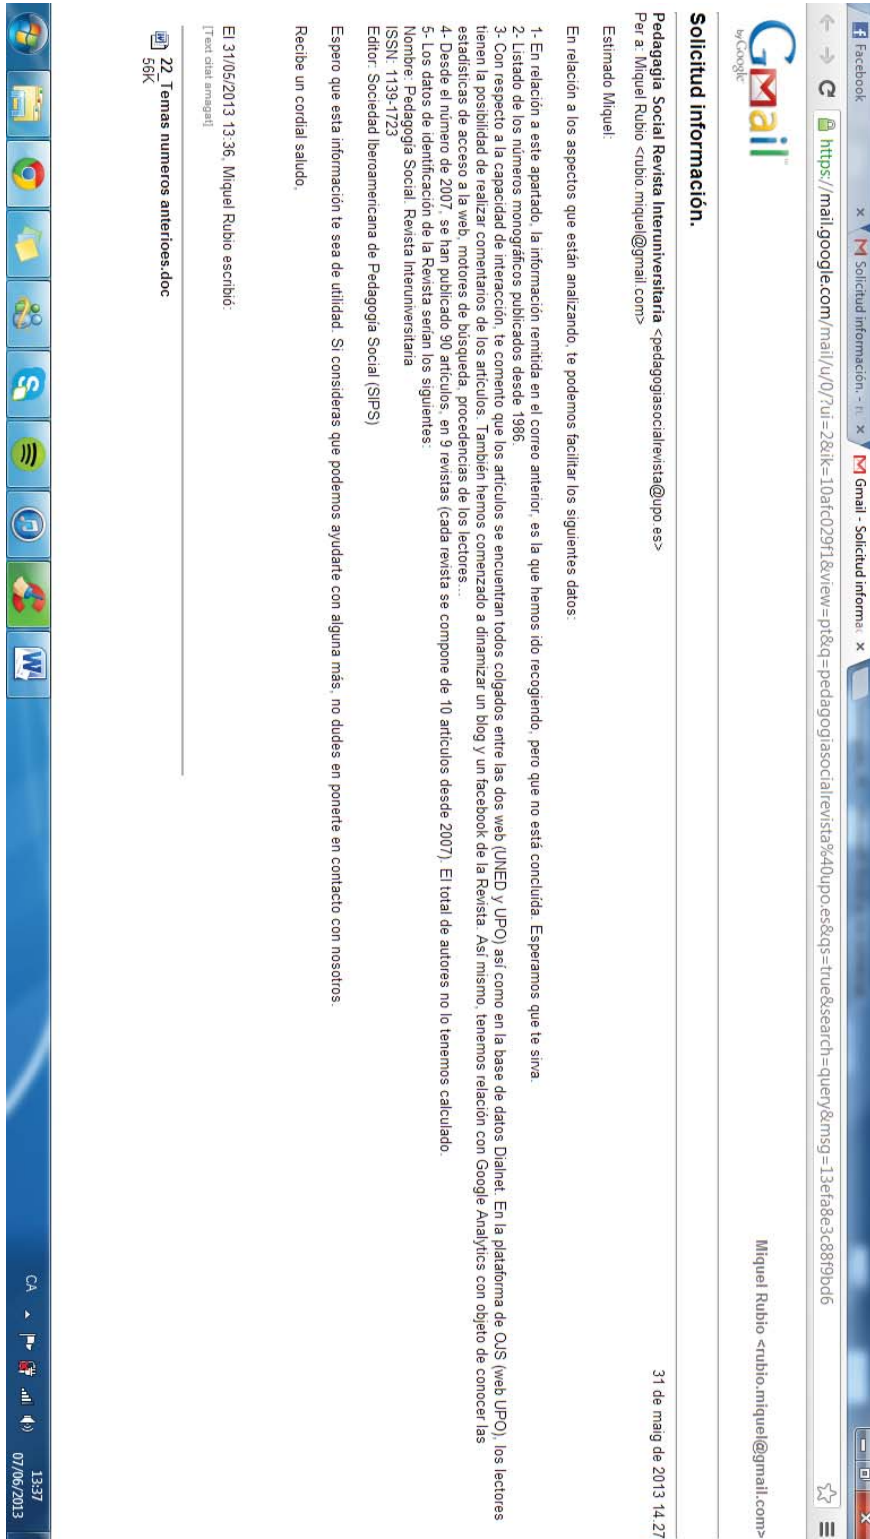 Facebook
Solicitud información. - ru
Gmail - Solicitud informac
https://mail.google.com/mail/u/0/?ui=2&ik=10afc029f1&view=pt&q=pedagogiasocialrevista%40upo.es&qs=true&search=query&msg=13efa8e3c88f9bd6
GMail
by Google
Miquel Rubio <rubio.miquel@gmail.com>
Solicitud información.
Pedagagia Social Revista Interuniversitaria <pedagogiasocialrevista@upo.es>
31 de maig de 2013 14.27
Per a: Miquel Rubio <rubio.miquel@gmail.com>
Estimado Miquel:
En relación a los aspectos que están analizando, te podemos facilitar los siguientes datos:
1- En relación a este apartado, la información remitida en el correo anterior, es la que hemos ido recogiendo, pero que no está concluída. Esperamos que te sirva.
2- Listado de los números monográficos publicados desde 1986.
3- Con respecto a la capacidad de interacción, te comento que los artículos se encuentran todos colgados entre las dos web (UNED y UPO) así como en la base de datos Dialnet. En la plataforma de OJS (web UPO), los lectores
tienen la posibilidad de realizar comentarios de los artículos. También hemos comenzado a dinamizar un blog y un facebook de la Revista. Así mismo, tenemos relación con Google Analytics con objeto de conocer las
estadísticas de acceso a la web, motores de búsqueda, procedencias de los lectores...
4- Desde el número de 2007, se han publicado 90 artículos, en 9 revistas (cada revista se compone de 10 artículos desde 2007). El total de autores no lo tenemos calculado.
5- Los datos de identificación de la Revista serían los siguientes:
Nombre: Pedagogía Social. Revista Interuniversitaria
ISSN: 1139-1723
Editor: Sociedad Iberoamericana de Pedagogía Social (SIPS)
Espero que esta información te sea de utilidad. Si consideras que podemos ayudarte con alguna más, no dudes en ponerte en contacto con nosotros.
Recibe un cordial saludo,
El 31/05/2013 13:36, Miquel Rubio escribió:
[Text citat amagat]
22_Temas numeros anterioes.doc
56K
CA
13:37
07/06/2013